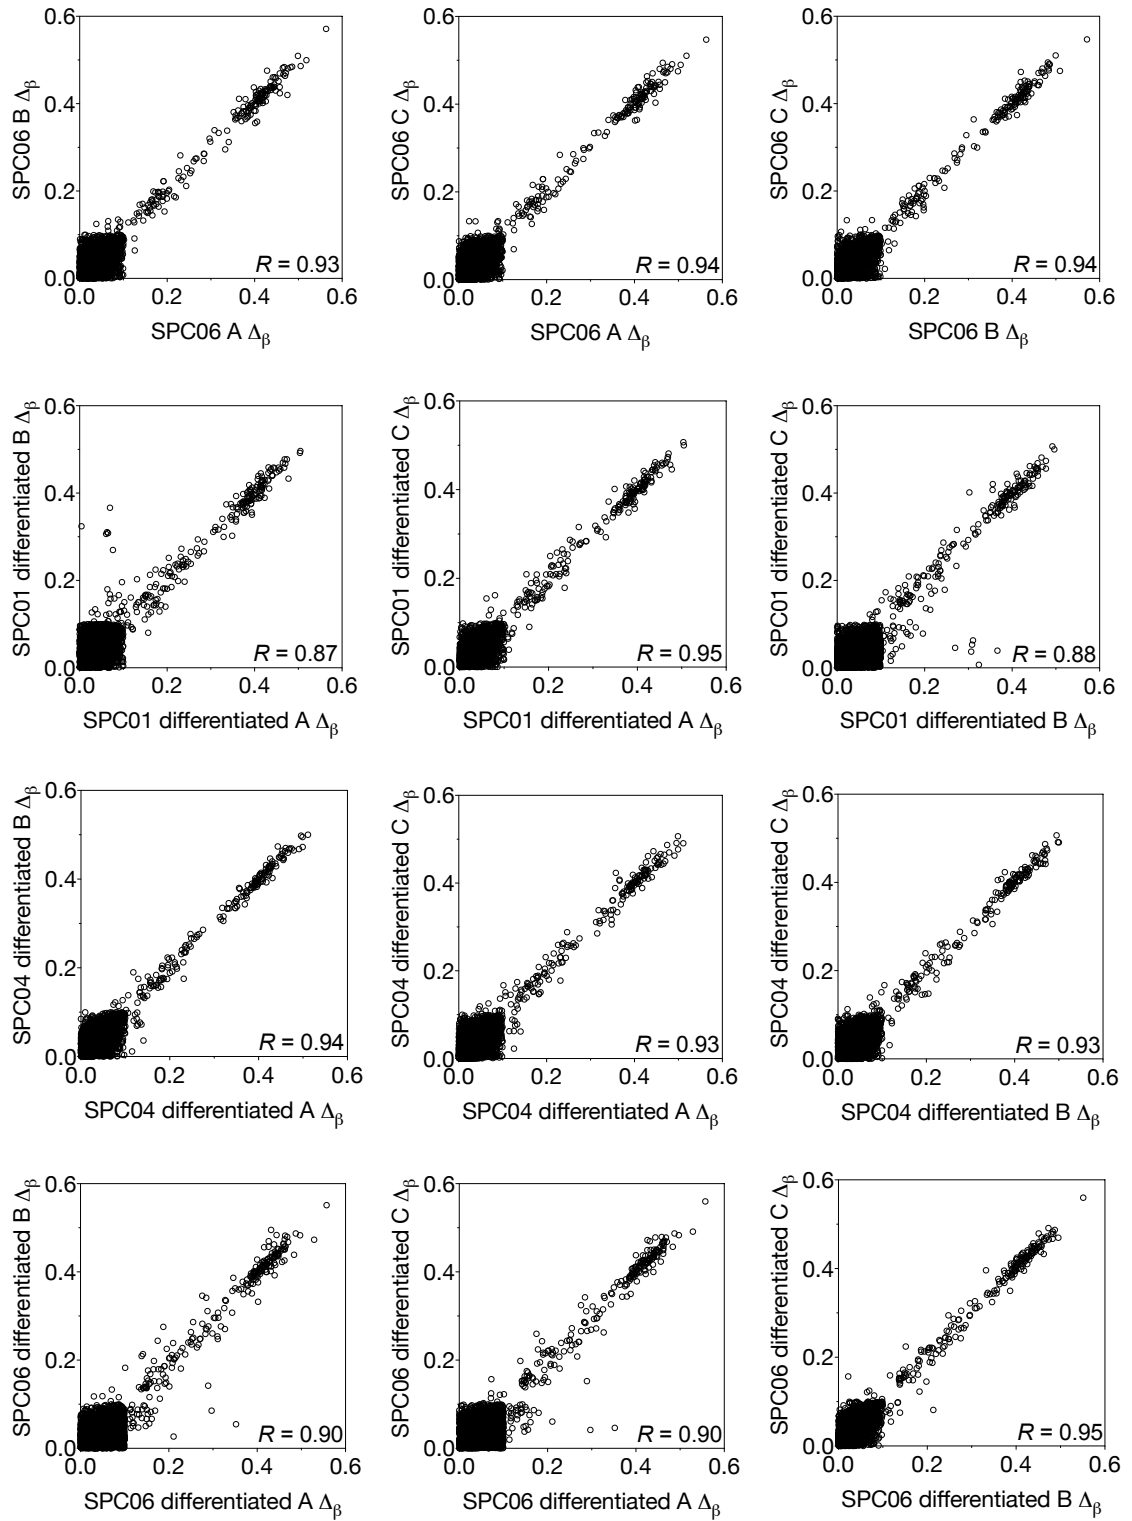 SPC06 B Δβ
0.6
0.4
0.2
0.0
R = 0.93
0.0 0.2 0.4 0.6
SPC06 A Δβ
SPC06 C Δβ
0.6
0.4
0.2
0.0
R = 0.94
0.0 0.2 0.4 0.6
SPC06 A Δβ
SPC06 C Δβ
0.6
0.4
0.2
0.0
R = 0.94
0.0 0.2 0.4 0.6
SPC06 B Δβ
SPC01 differentiated B Δβ
0.6
0.4
0.2
0.0
R = 0.87
0.0 0.2 0.4 0.6
SPC01 differentiated A Δβ
SPC01 differentiated C Δβ
0.6
0.4
0.2
0.0
R = 0.95
0.0 0.2 0.4 0.6
SPC01 differentiated A Δβ
SPC01 differentiated C Δβ
0.6
0.4
0.2
0.0
R = 0.88
0.0 0.2 0.4 0.6
SPC01 differentiated B Δβ
SPC04 differentiated B Δβ
0.6
0.4
0.2
0.0
R = 0.94
0.0 0.2 0.4 0.6
SPC04 differentiated A Δβ
SPC04 differentiated C Δβ
0.6
0.4
0.2
0.0
R = 0.93
0.0 0.2 0.4 0.6
SPC04 differentiated A Δβ
SPC04 differentiated C Δβ
0.6
0.4
0.2
0.0
R = 0.93
0.0 0.2 0.4 0.6
SPC04 differentiated B Δβ
SPC06 differentiated B Δβ
0.6
0.4
0.2
0.0
R = 0.90
0.0 0.2 0.4 0.6
SPC06 differentiated A Δβ
SPC06 differentiated C Δβ
0.6
0.4
0.2
0.0
R = 0.90
0.0 0.2 0.4 0.6
SPC06 differentiated A Δβ
SPC06 differentiated C Δβ
0.6
0.4
0.2
0.0
R = 0.95
0.0 0.2 0.4 0.6
SPC06 differentiated B Δβ